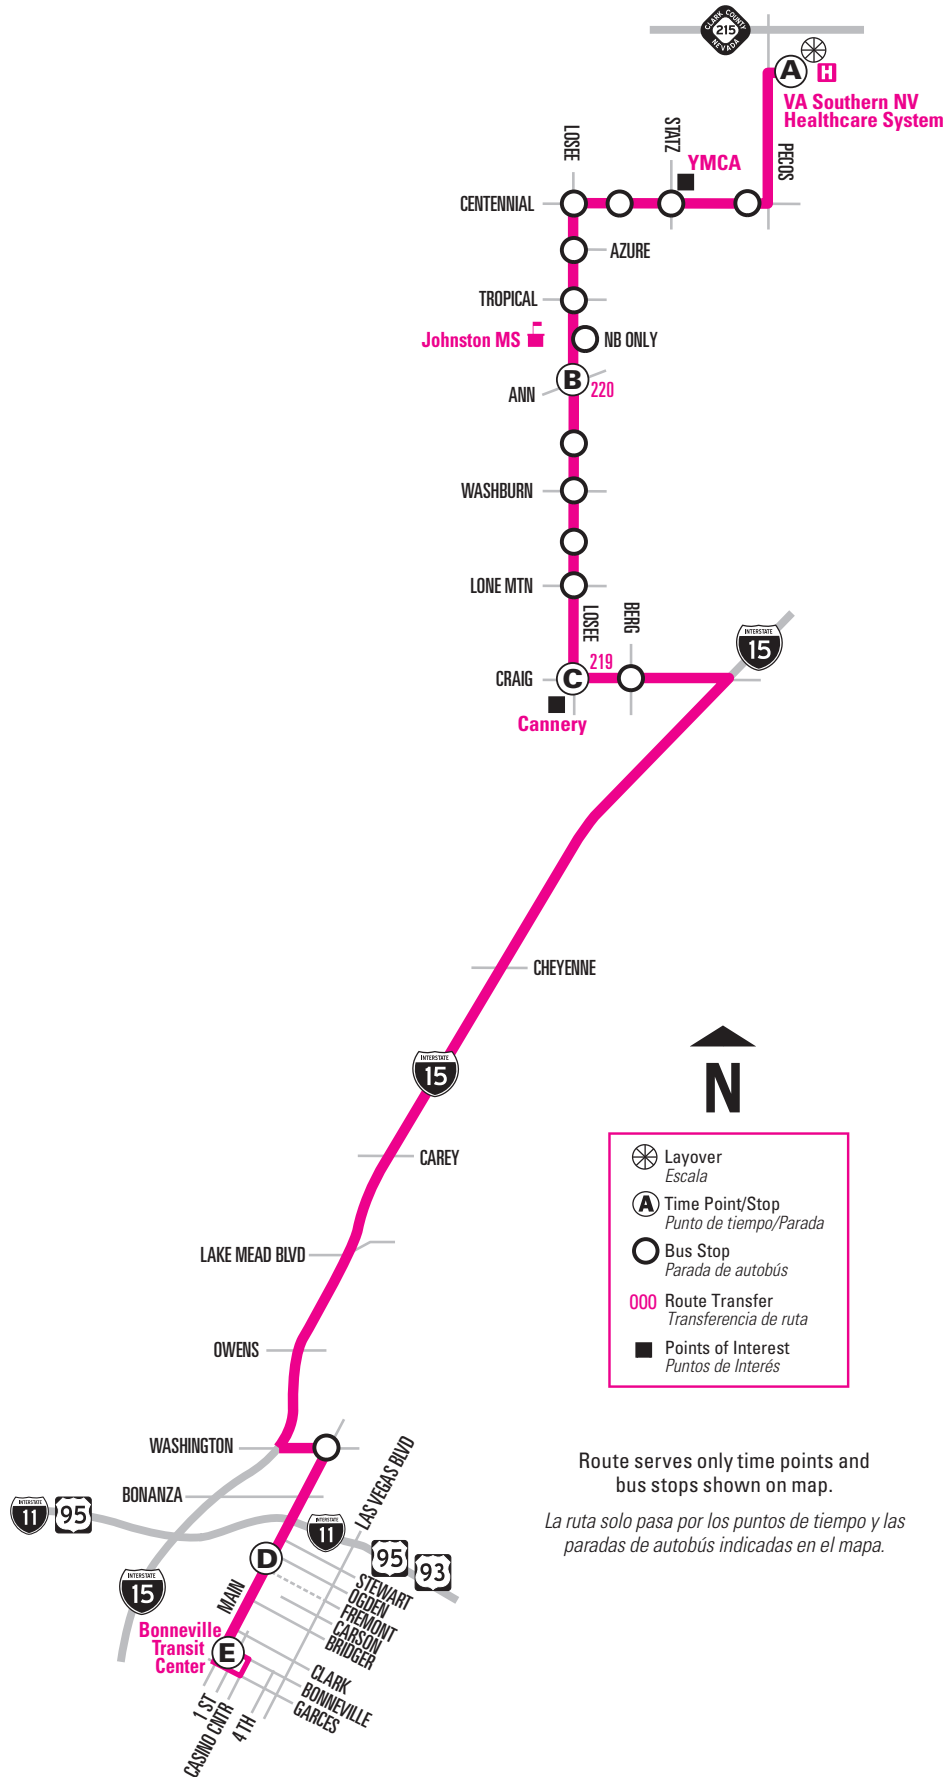 CLARK COUNTY
215
NEVADA
A
H
VA Southern NV
Healthcare System
LOSEE
STATZ
YMCA
PECOS
CENTENNIAL
AZURE
TROPICAL
Johnston MS
NB ONLY
B
220
ANN
WASHBURN
LONE MTN
LOSEE
BERG
INTERSTATE
15
219
CRAIG
C
Cannery
CHEYENNE
INTERSTATE
15
N
CAREY
Layover
Escala
A
Time Point/Stop
Punto de tiempo/Parada
Bus Stop
Parada de autobús
000
Route Transfer
Transferencia de ruta
Points of Interest
Puntos de Interés
LAKE MEAD BLVD
OWENS
WASHINGTON
LAS VEGAS BLVD
Route serves only time points and
bus stops shown on map.
La ruta solo pasa por los puntos de tiempo y las
paradas de autobús indicadas en el mapa.
BONANZA
INTERSTATE
11
95
INTERSTATE
11
95
93
D
INTERSTATE
15
MAIN
STEWART
OGDEN
FREMONT
CARSON
BRIDGER
Bonneville
Transit
Center
E
CLARK
BONNEVILLE
GARCES
1 ST
CASINO CNTR
4 TH